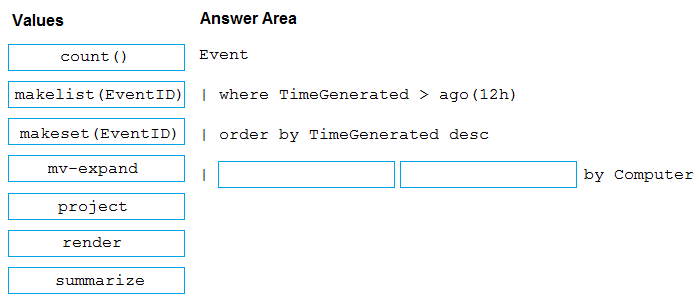 Values
count()
makelist(EventID)
makeset(EventID)
mv-expand
project
render
summarize
Answer Area
Event
| where TimeGenerated > ago(12h)
| order by TimeGenerated desc
| by Computer